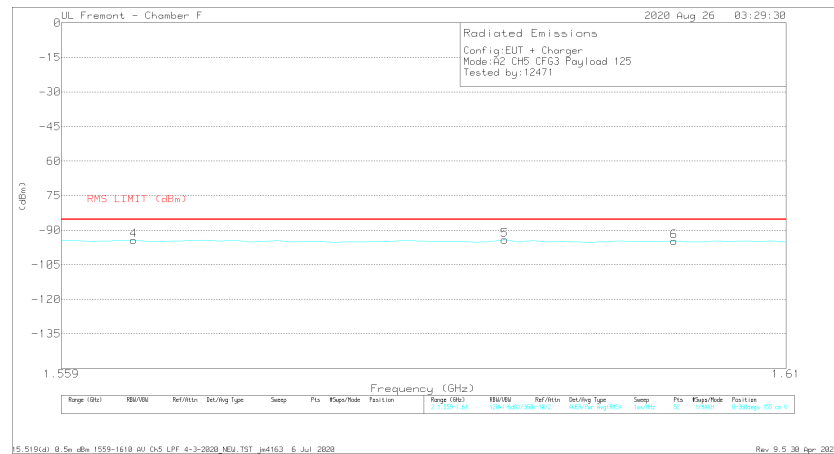 UL Fremont - Chamber F 2020 Aug 26 03:29:30
Radiated Emissions
Config:EUT + Charger
Mode:A2 CH5 CFG3 Payload 125
Tested by:12471
0
-15
-30
-45
60
75
RMS LIMIT (dBm)
-90
4 5 6
-105
-120
-135
(dBm)
1.559 1.61
Frequency (GHz)
Range (GHz) RBW/VBW Ref/Attn Det/Avg Type Sweep Pts #Swps/Mode Position Range (GHz) RBW/VBW Ref/Attn Det/Avg Type Sweep Pts #Swps/Mode Position
15.519(d) 0.5m dBm 1559-1610 AV Ch5 LPF 4-3-2020_NEW.TST jm4163 6 Jul 2020 Rev 9.5 30 Apr 202